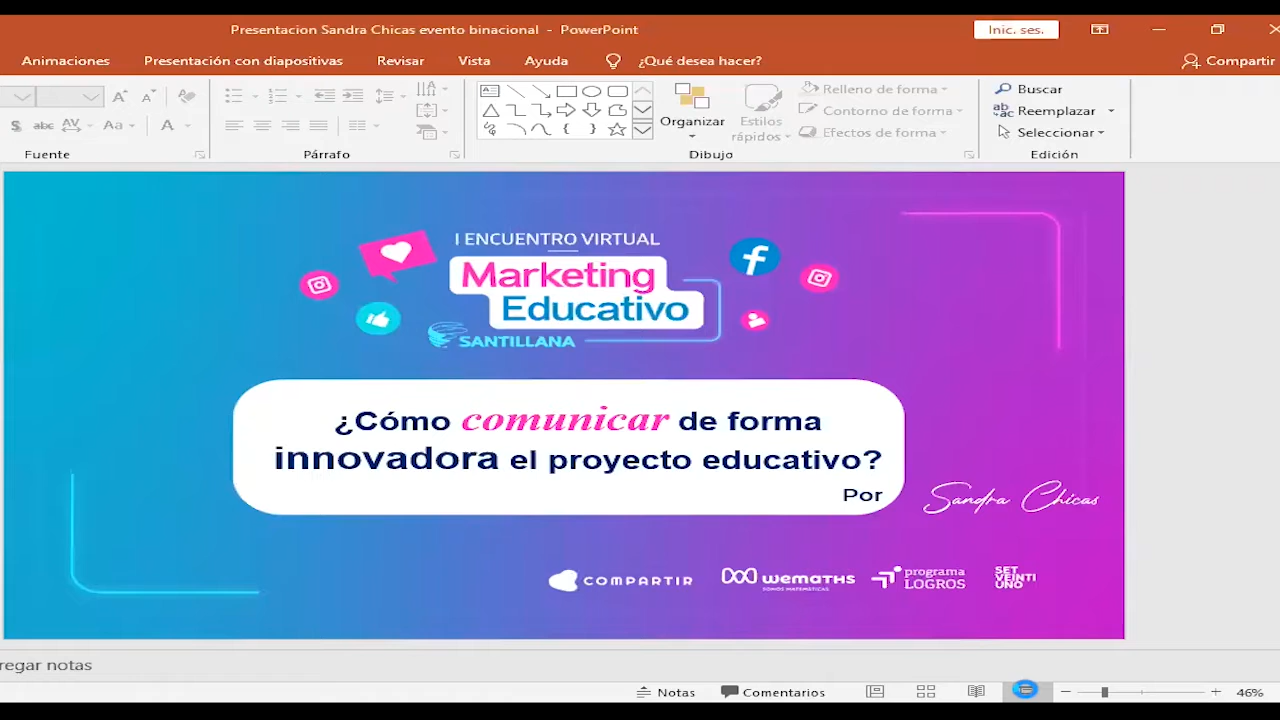 Presentacion Sandra Chicas evento binacional - PowerPoint
Inic. ses.
Animaciones
Presentación con diapositivas
Revisar
Vista
Ayuda
¿Qué desea hacer?
Compartir
Fuente
Párrafo
Organizar
Estilos
rápidos
Relleno de forma
Contorno de forma
Efectos de forma
Dibujo
Buscar
Reemplazar
Seleccionar
Edición
I ENCUENTRO VIRTUAL
Marketing
Educativo
SANTILLANA
¿Cómo comunicar de forma
innovadora el proyecto educativo?
Por
Sandra Chicas
COMPARTIR
wemaths
SOMOS MATEMÁTICAS
programa
LOGROS
SET
VEINTI
UNO
regar notas
Notas
Comentarios
46%